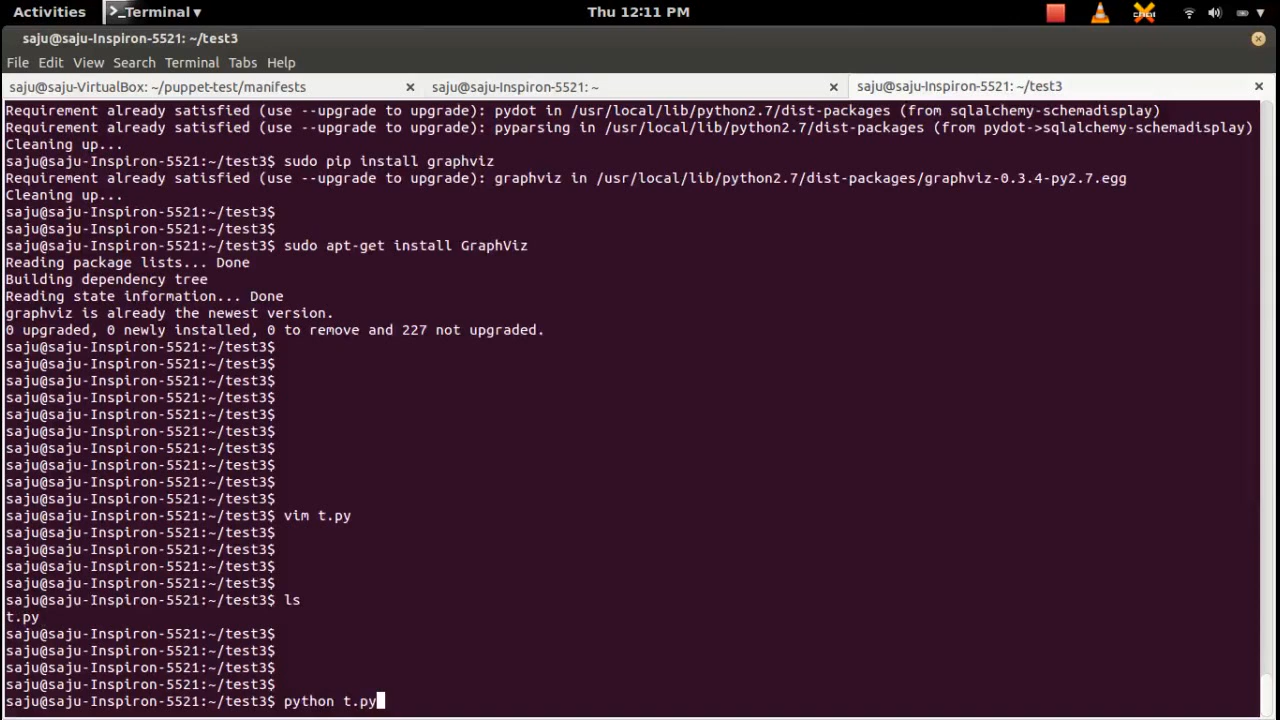 Activities
Terminal
Thu 12:11 PM
saju@saju-Inspiron-5521: ~/test3
File Edit View Search Terminal Tabs Help
saju@saju-VirtualBox: ~/puppet-test/manifests
saju@saju-Inspiron-5521: ~
saju@saju-Inspiron-5521: ~/test3
Requirement already satisfied (use --upgrade to upgrade): pydot in /usr/local/lib/python2.7/dist-packages (from sqlalchemy-schemadisplay)
Requirement already satisfied (use --upgrade to upgrade): pyparsing in /usr/local/lib/python2.7/dist-packages (from pydot->sqlalchemy-schemadisplay)
Cleaning up...
saju@saju-Inspiron-5521:~/test3$ sudo pip install graphviz
Requirement already satisfied (use --upgrade to upgrade): graphviz in /usr/local/lib/python2.7/dist-packages/graphviz-0.3.4-py2.7.egg
Cleaning up...
saju@saju-Inspiron-5521:~/test3$
saju@saju-Inspiron-5521:~/test3$
saju@saju-Inspiron-5521:~/test3$ sudo apt-get install GraphViz
Reading package lists... Done
Building dependency tree
Reading state information... Done
graphviz is already the newest version.
0 upgraded, 0 newly installed, 0 to remove and 227 not upgraded.
saju@saju-Inspiron-5521:~/test3$
saju@saju-Inspiron-5521:~/test3$
saju@saju-Inspiron-5521:~/test3$
saju@saju-Inspiron-5521:~/test3$
saju@saju-Inspiron-5521:~/test3$
saju@saju-Inspiron-5521:~/test3$
saju@saju-Inspiron-5521:~/test3$
saju@saju-Inspiron-5521:~/test3$
saju@saju-Inspiron-5521:~/test3$
saju@saju-Inspiron-5521:~/test3$
saju@saju-Inspiron-5521:~/test3$ vim t.py
saju@saju-Inspiron-5521:~/test3$
saju@saju-Inspiron-5521:~/test3$
saju@saju-Inspiron-5521:~/test3$
saju@saju-Inspiron-5521:~/test3$
saju@saju-Inspiron-5521:~/test3$ ls
t.py
saju@saju-Inspiron-5521:~/test3$
saju@saju-Inspiron-5521:~/test3$
saju@saju-Inspiron-5521:~/test3$
saju@saju-Inspiron-5521:~/test3$
saju@saju-Inspiron-5521:~/test3$ python t.py